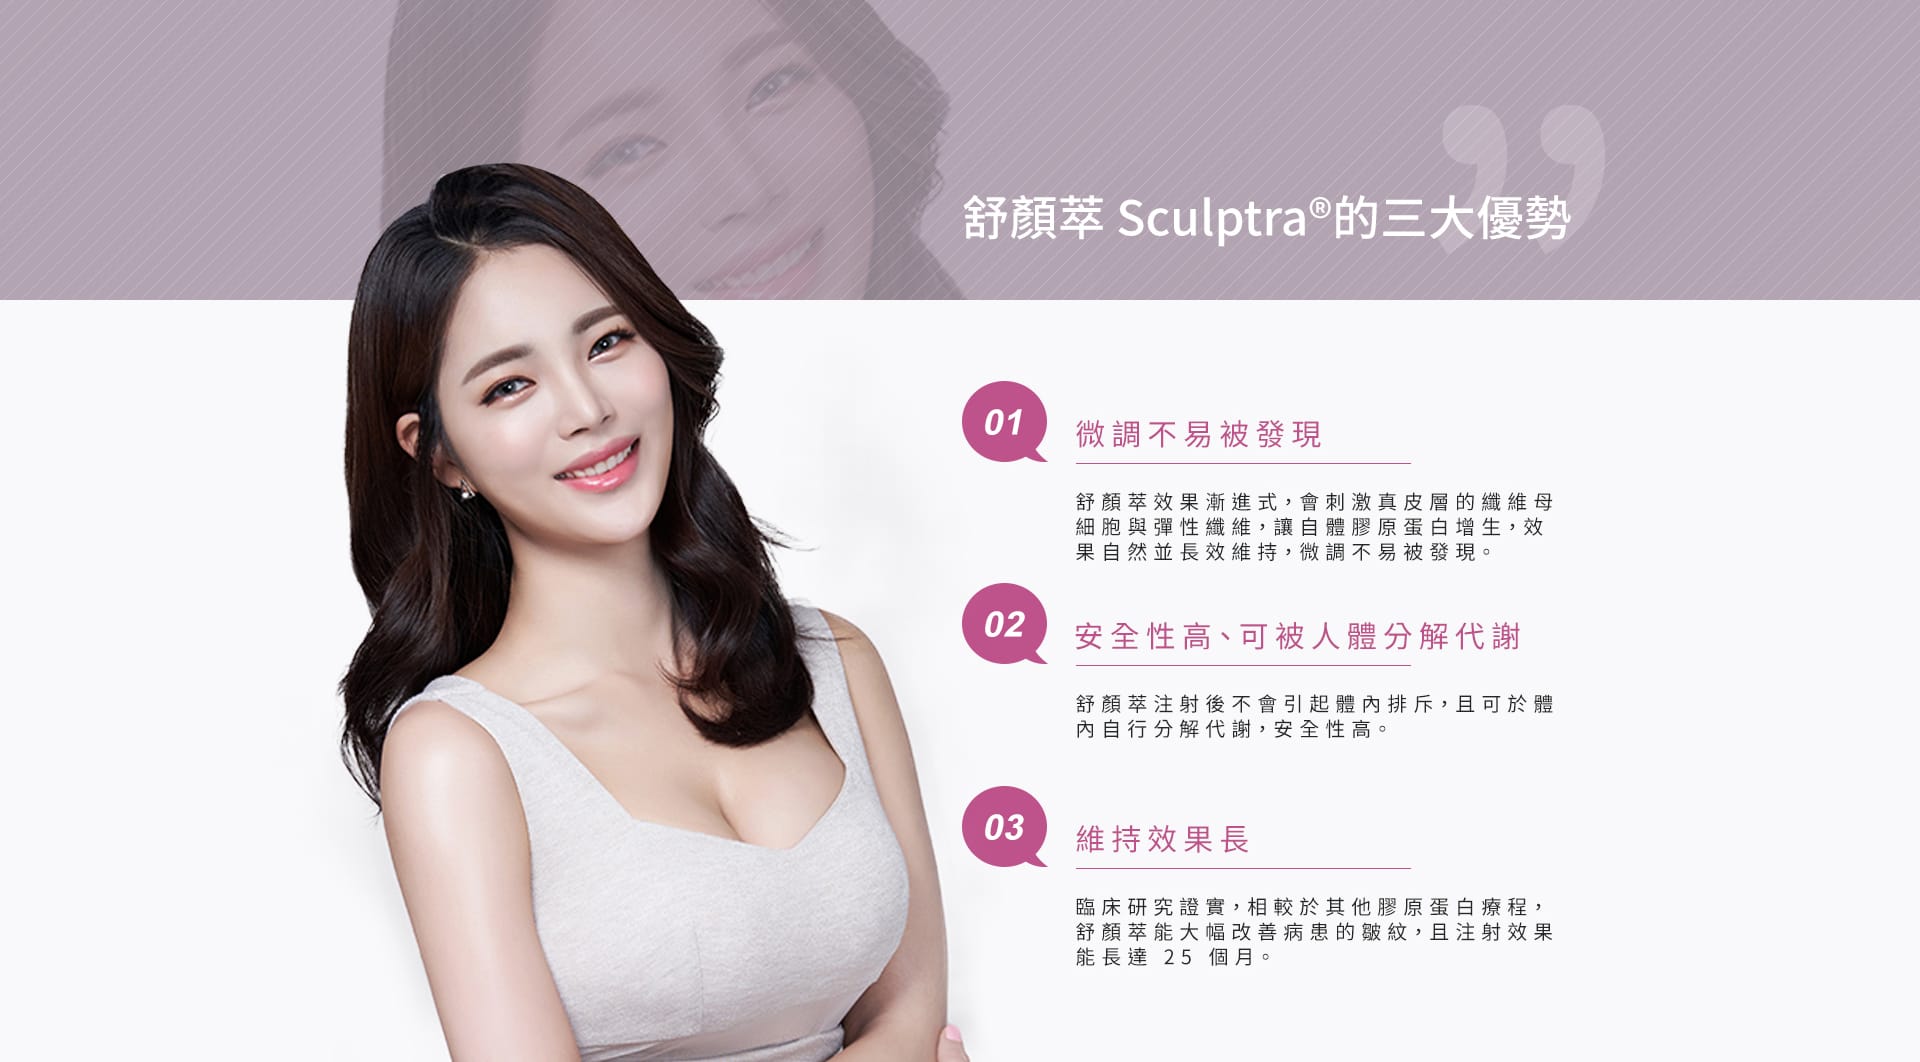 舒顏萃 Sculptra®的三大優勢
01
微調不易被發現
舒顏萃效果漸進式，會刺激真皮層的纖維母
細胞與彈性纖維，讓自體膠原蛋白增生，效
果自然並長效維持，微調不易被發現。
02
安全性高、可被人體分解代謝
舒顏萃注射後不會引起體內排斥，且可於體
內自行分解代謝，安全性高。
03
維持效果長
臨床研究證實，相較於其他膠原蛋白療程，
舒顏萃能大幅改善病患的皺紋，且注射效果
能長達 25 個月。